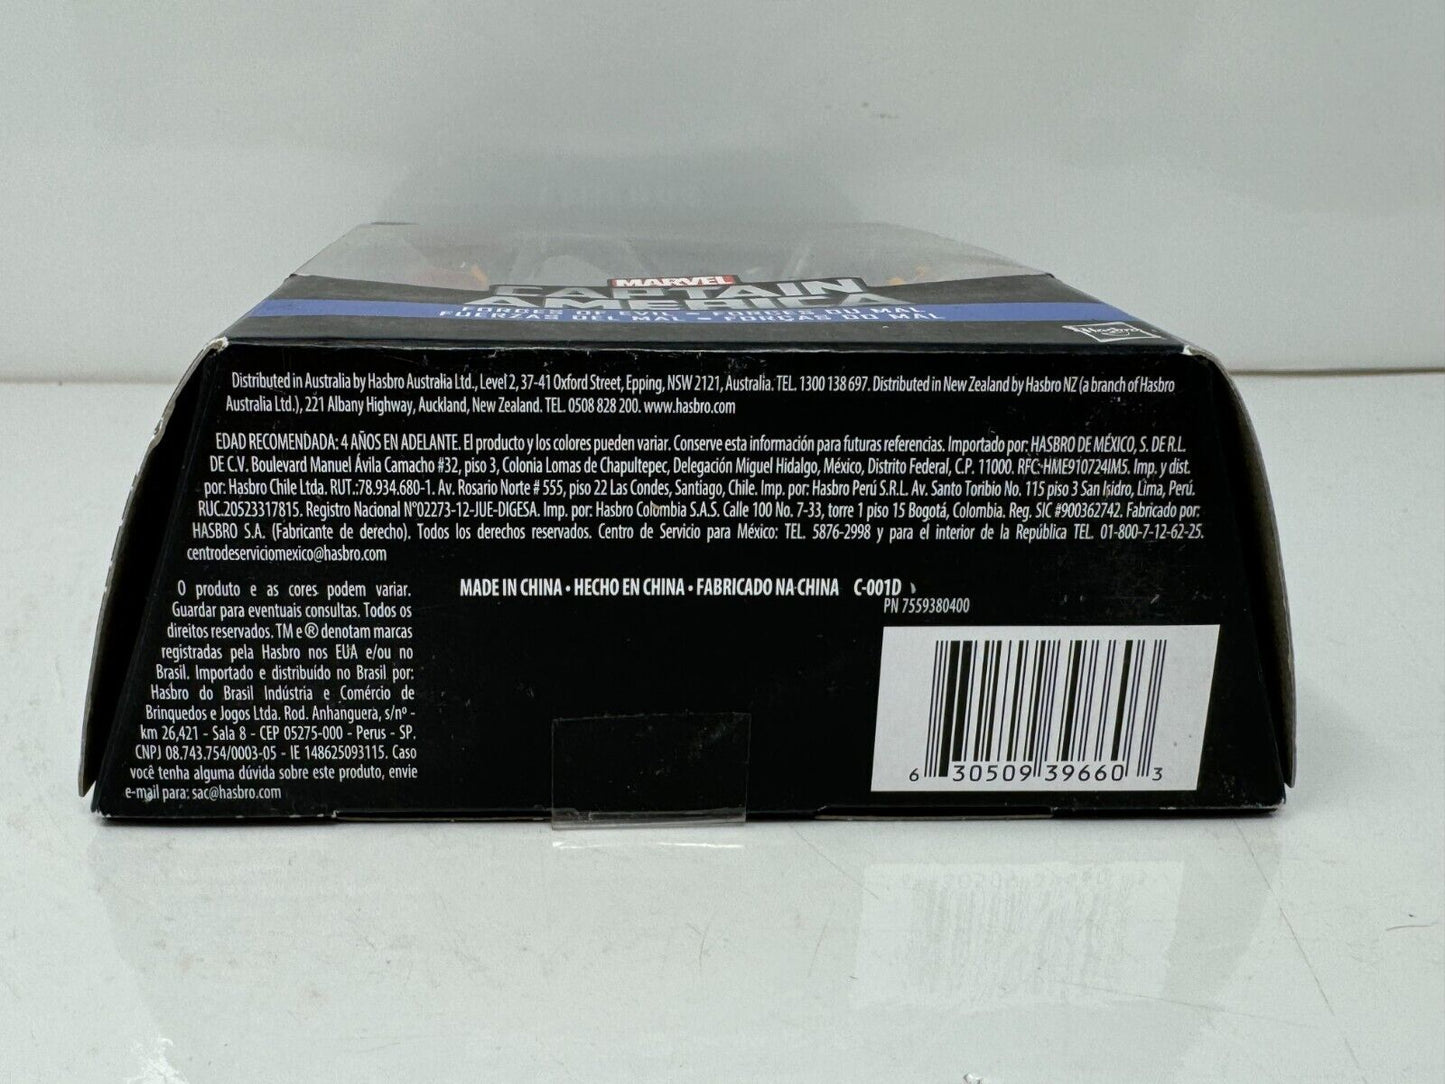 MARVEL
CAPTAIN
AMERICA
FORCES OF EVIL - FORCES DU MAL
FUERZAS DEL MAL - FORÇAS DO MAL
Hasbro
Distributed in Australia by Hasbro Australia Ltd., Level 2, 37-41 Oxford Street, Epping, NSW 2121, Australia. TEL. 1300 138 697. Distributed in New Zealand by Hasbro NZ (a branch of Hasbro
Australia Ltd.), 221 Albany Highway, Auckland, New Zealand. TEL. 0508 828 200. www.hasbro.com
EDAD RECOMENDADA: 4 AÑOS EN ADELANTE. El producto y los colores pueden variar. Conserve esta información para futuras referencias. Importado por: HASBRO DE MÉXICO, S. DE R.L.
DE C.V. Boulevard Manuel Ávila Camacho #32, piso 3, Colonia Lomas de Chapultepec, Delegación Miguel Hidalgo, México, Distrito Federal, C.P. 11000. RFC-HME910724IM5. Imp. y dist.
por: Hasbro Chile Ltda. RUT.:78.934.680-1. Av. Rosario Norte # 555, piso 22 Las Condes, Santiago, Chile. Imp. por: Hasbro Perú S.R.L. Av. Santo Toribio No. 115 piso 3 San Isidro, Lima, Perú.
RUC.20523317815. Registro Nacional N°02273-12-JUE-DIGESA. Imp. por: Hasbro Colombia S.A.S. Calle 100 No. 7-33, torre 1 piso 15 Bogotá, Colombia. Reg. SIC #900362742. Fabricado por:
HASBRO S.A. (Fabricante de derecho). Todos los derechos reservados. Centro de Servicio para México: TEL. 5876-2998 y para el interior de la República TEL. 01-800-7-12-62-25.
centrodeserviciomexico@hasbro.com
O produto e as cores podem variar.
Guardar para eventuais consultas. Todos os
direitos reservados. TM e ® denotam marcas
registradas pela Hasbro nos EUA e/ou no
Brasil. Importado e distribuído no Brasil por:
Hasbro do Brasil Indústria e Comércio de
Brinquedos e Jogos Ltda. Rod. Anhanguera, s/nº -
km 26,421 - Sala 8 - CEP 05275-000 - Perus - SP.
CNPJ 08.743.754/0003-05 - IE 148625093115. Caso
você tenha alguma dúvida sobre este produto, envie
e-mail para: sac@hasbro.com
MADE IN CHINA • HECHO EN CHINA • FABRICADO NA CHINA C-001D
PN 7559380400
6 30509 39660 3